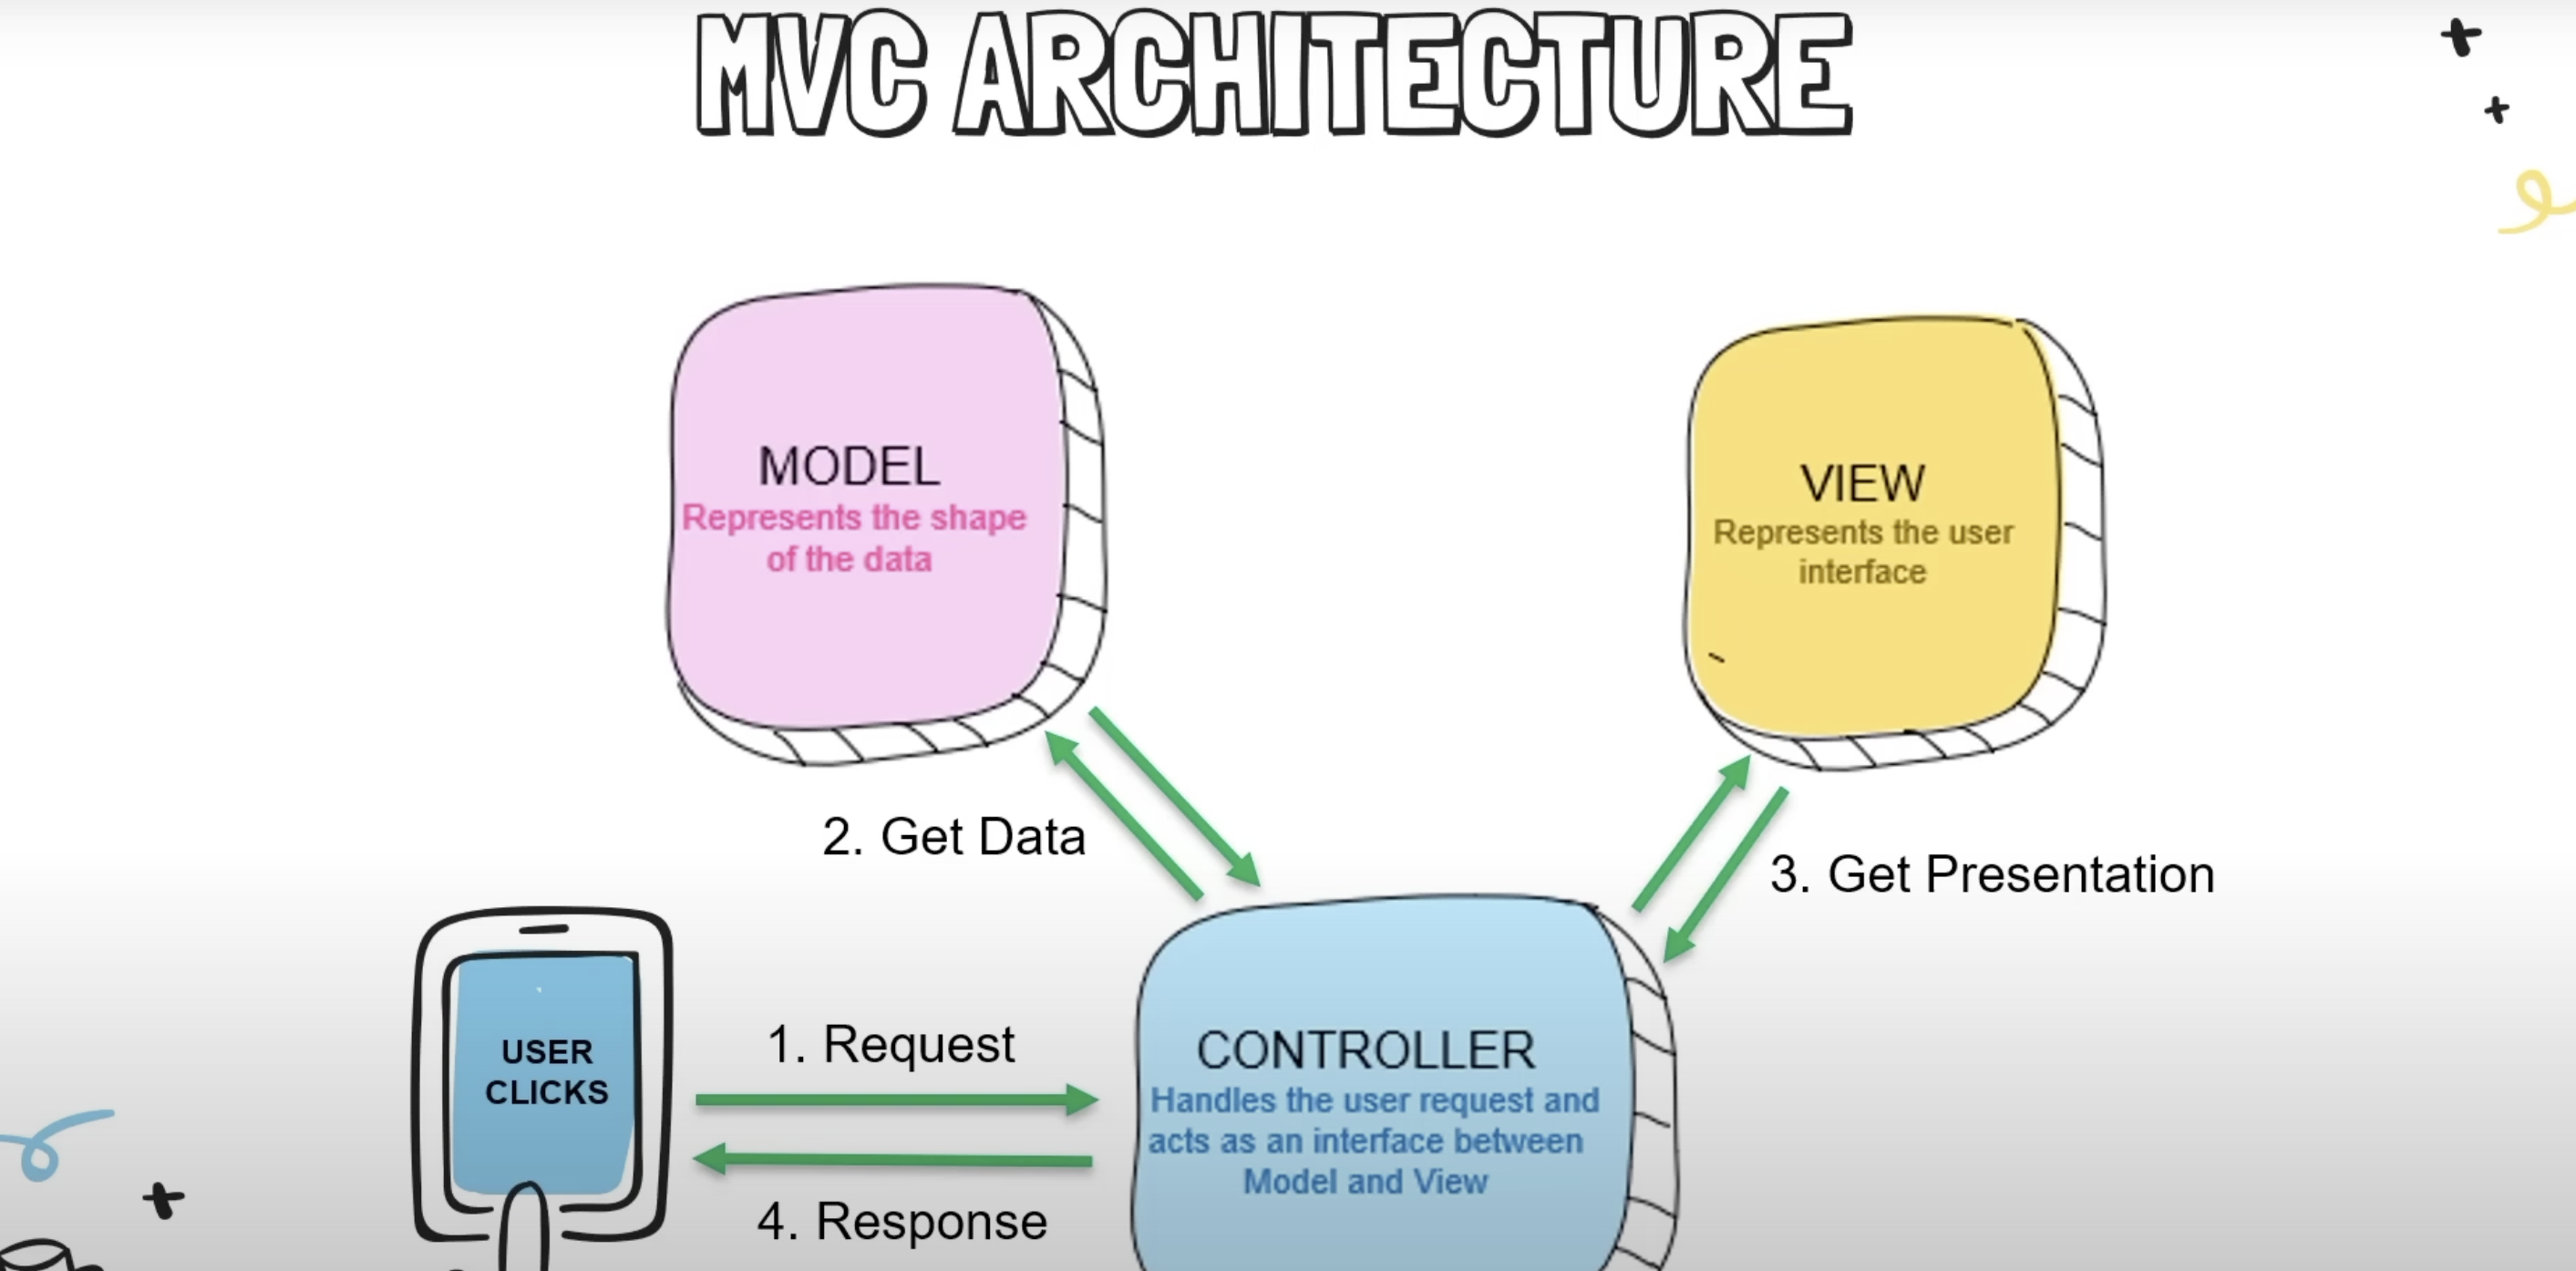 MVC ARCHITECTURE
MODEL
Represents the shape
of the data
VIEW
Represents the user
interface
2. Get Data
3. Get Presentation
USER
CLICKS
1. Request
4. Response
CONTROLLER
Handles the user request and
acts as an interface between
Model and View